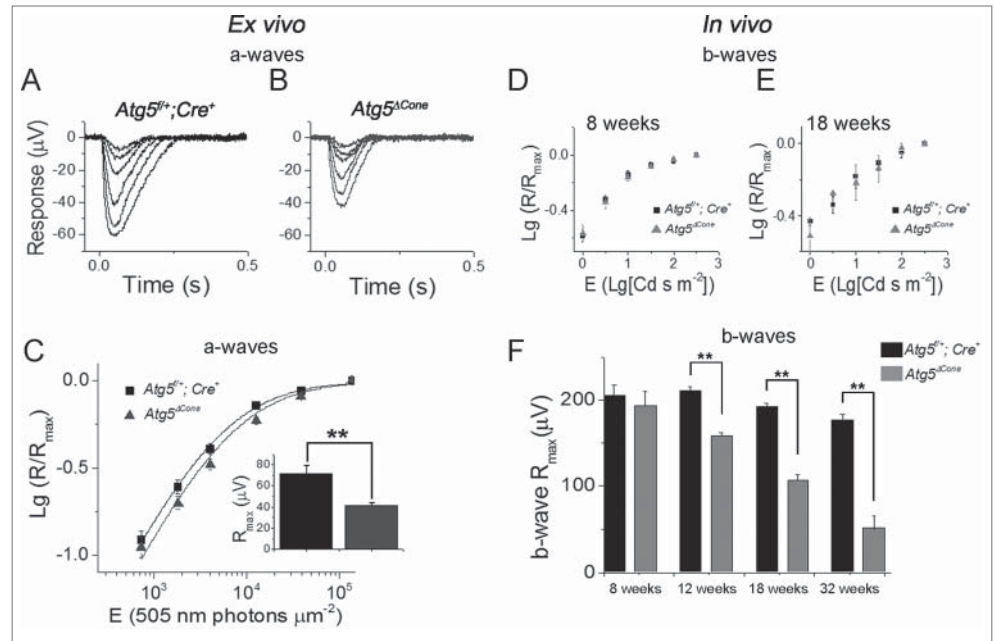 Ex vivo
In vivo
a-waves
b-waves
A
Atg5f/+;Cre+
B
Atg5ΔCone
D
8 weeks
E
18 weeks
0
-20
-40
-60
Response (µV)
0.0
0.5
Time (s)
0
-20
-40
-60
0.0
0.5
Time (s)
0.0
-0.4
Lg (R/Rmax)
Atg5f/+; Cre+
Atg5ΔCone
0 1 2 3
E (Lg[Cd s m-2])
0.0
-0.4
Lg (R/Rmax)
Atg5f/+; Cre+
Atg5ΔCone
0 1 2 3
E (Lg[Cd s m-2])
C
a-waves
0.0
-0.5
-1.0
Lg (R/Rmax)
Atg5f/+; Cre+
Atg5ΔCone
**
80
60
40
20
0
Rmax (µV)
10³ 10⁴ 10⁵
E (505 nm photons µm-2)
F
b-waves
Atg5f/+; Cre+
Atg5ΔCone
200
100
0
b-wave Rmax (µV)
**
**
**
8 weeks
12 weeks
18 weeks
32 weeks